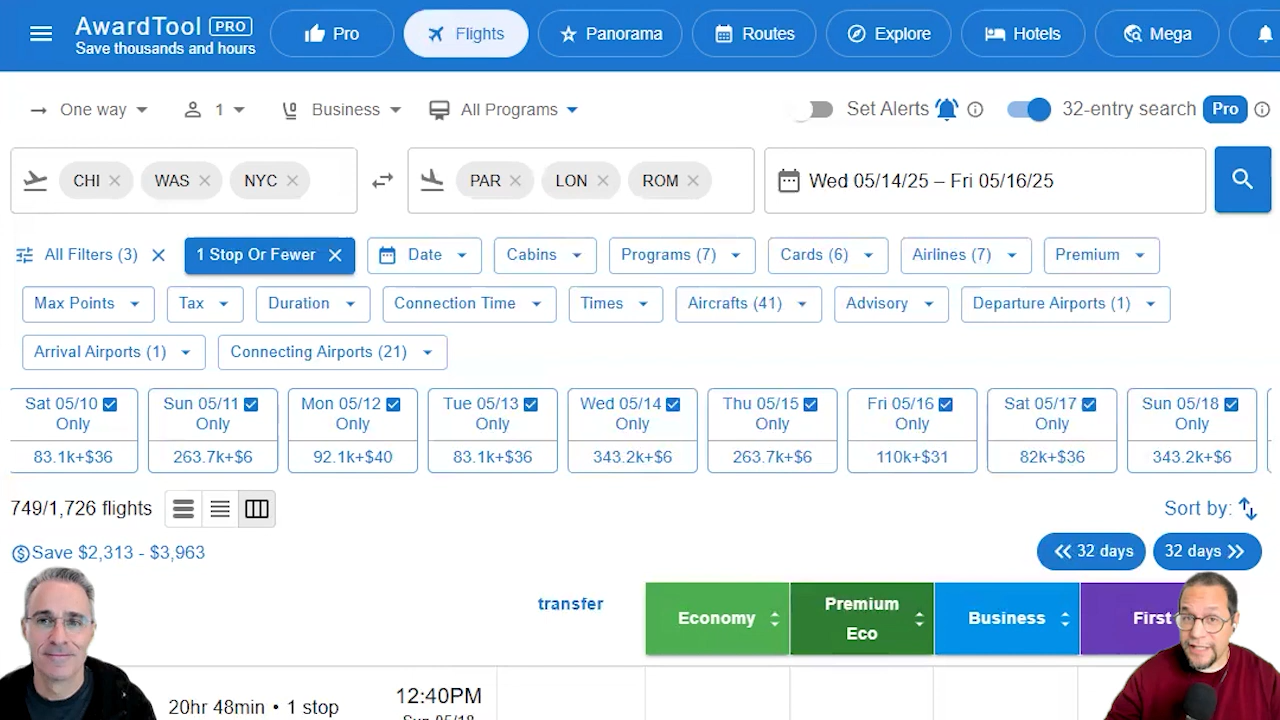 AwardTool PRO
Save thousands and hours
Pro
Flights
Panorama
Routes
Explore
Hotels
Mega
One way
1
Business
All Programs
Set Alerts
32-entry search
Pro
CHI
WAS
NYC
PAR
LON
ROM
Wed 05/14/25 – Fri 05/16/25
All Filters (3)
1 Stop Or Fewer
Date
Cabins
Programs (7)
Cards (6)
Airlines (7)
Premium
Max Points
Tax
Duration
Connection Time
Times
Aircrafts (41)
Advisory
Departure Airports (1)
Arrival Airports (1)
Connecting Airports (21)
Sat 05/10
Only
83.1k+$36
Sun 05/11
Only
263.7k+$6
Mon 05/12
Only
92.1k+$40
Tue 05/13
Only
83.1k+$36
Wed 05/14
Only
343.2k+$6
Thu 05/15
Only
263.7k+$6
Fri 05/16
Only
110k+$31
Sat 05/17
Only
82k+$36
Sun 05/18
Only
343.2k+$6
749/1,726 flights
Sort by:
Save $2,313 - $3,963
32 days
32 days
transfer
Economy
Premium
Eco
Business
First
20hr 48min • 1 stop
12:40PM
Sun 05/18